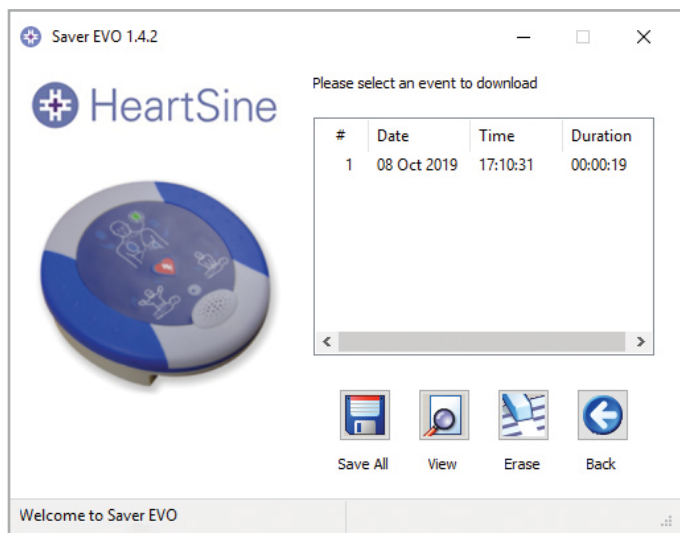 Saver EVO 1.4.2
HeartSine
Please select an event to download
# Date Time Duration
1 08 Oct 2019 17:10:31 00:00:19
Save All View Erase Back
Welcome to Saver EVO